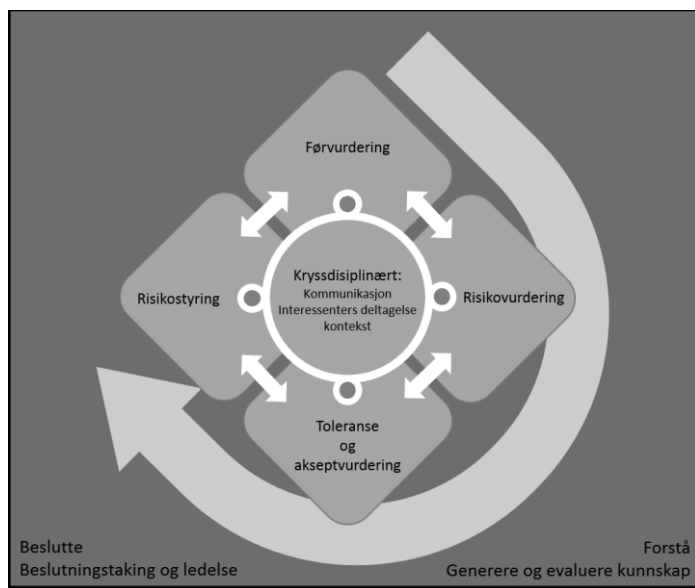 Førvurdering
Kryssdisiplinært:
Kommunikasjon
Interessenters deltagelse
kontekst
Risikostyring
Risikovurdering
Toleranse
og
akseptvurdering
Beslutte
Beslutningstaking og ledelse
Forstå
Generere og evaluere kunnskap